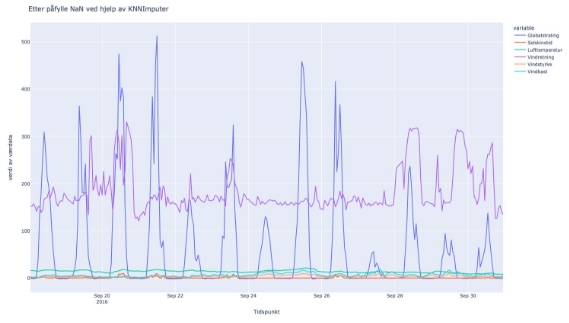 Etter påfylle NaN ved hjelp av KNNImputer
variable
Globalstråling
Solskinstid
Lufttemperatur
Vindretning
Vindstyrke
Vindkast
verdi av værdata
500
400
300
200
100
0
Sep 20
2016
Sep 22
Sep 24
Sep 26
Sep 28
Sep 30
Tidspunkt